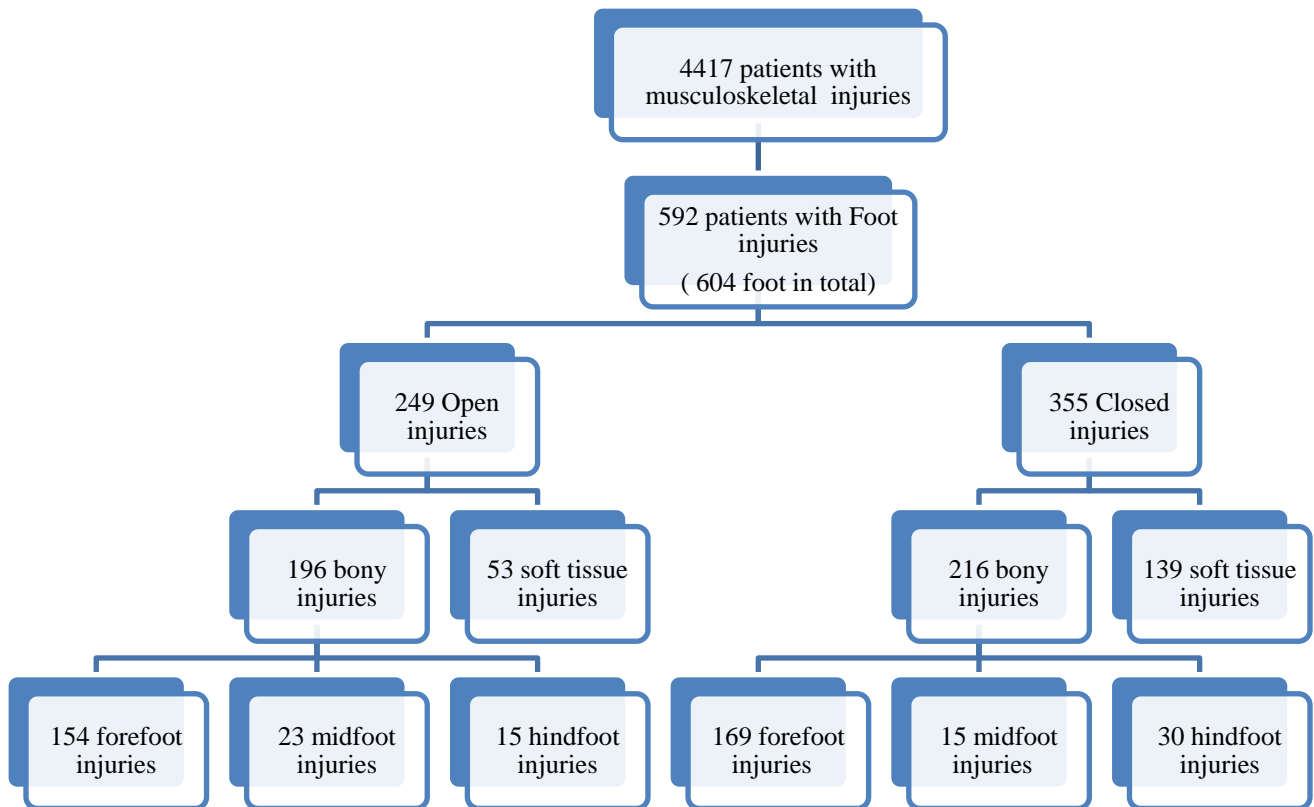 4417 patients with
musculoskeletal injuries
592 patients with Foot
injuries
( 604 foot in total)
249 Open
injuries
355 Closed
injuries
196 bony
injuries
53 soft tissue
injuries
216 bony
injuries
139 soft tissue
injuries
154 forefoot
injuries
23 midfoot
injuries
15 hindfoot
injuries
169 forefoot
injuries
15 midfoot
injuries
30 hindfoot
injuries